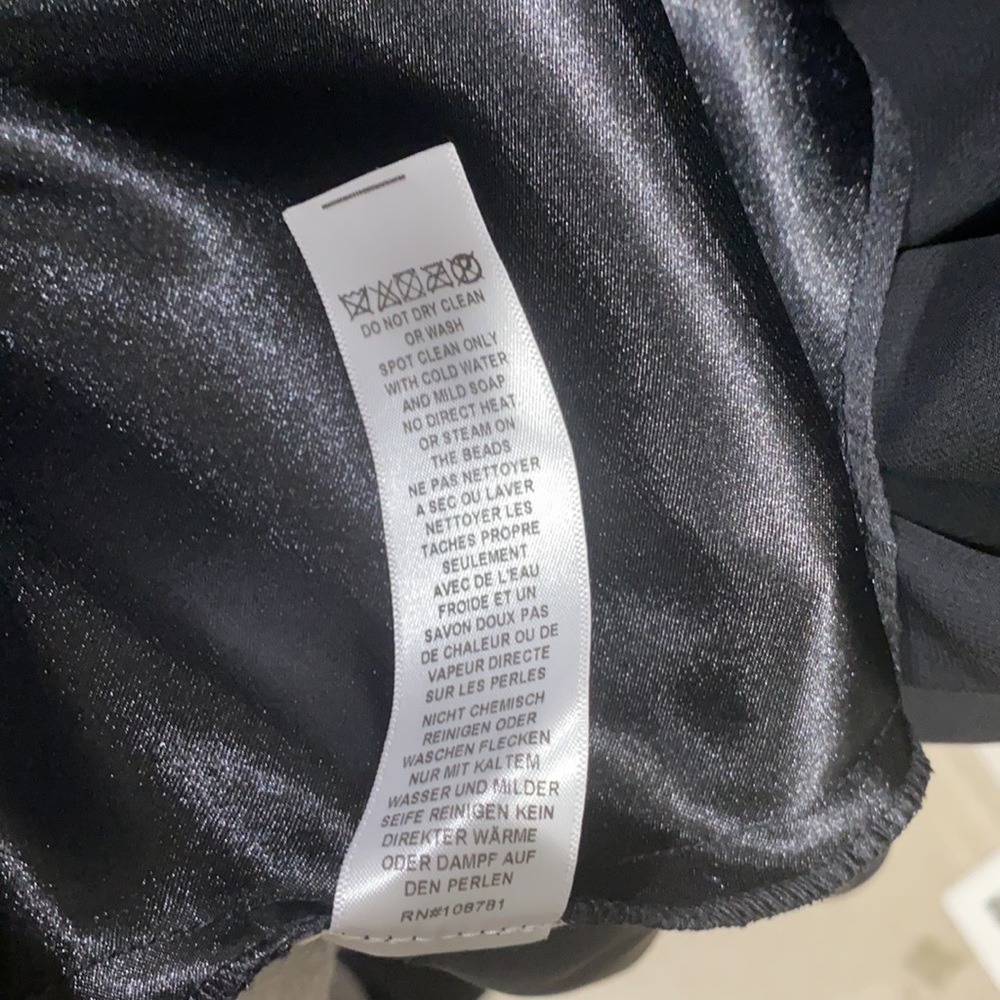 DO NOT DRY CLEAN
OR WASH
SPOT CLEAN ONLY
WITH COLD WATER
AND MILD SOAP
NO DIRECT HEAT
OR STEAM ON
THE BEADS
NE PAS NETTOYER
A SEC OU LAVER
NETTOYER LES
TACHES PROPRE
SEULEMENT
AVEC DE L'EAU
FROIDE ET UN
SAVON DOUX PAS
DE CHALEUR OU DE
VAPEUR DIRECTE
SUR LES PERLES
NICHT CHEMISCH
REINIGEN ODER
WASCHEN FLECKEN
NUR MIT KALTEM
WASSER UND MILDER
SEIFE REINIGEN KEIN
DIREKTER WÄRME
ODER DAMPF AUF
DEN PERLEN
RN#108781